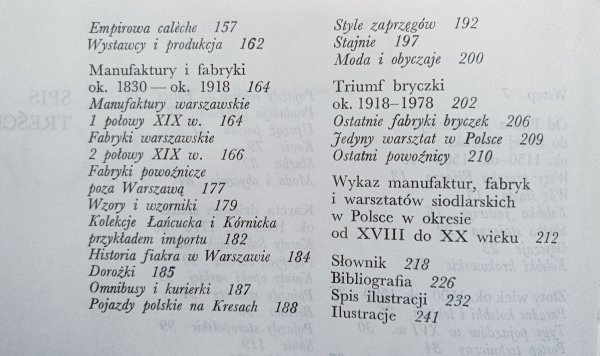 Empirowa calèche 157
Wystawcy i produkcja 162
Manufaktury i fabryki
ok. 1830 — ok. 1918 164
Manufaktury warszawskie
1 połowy XIX w. 164
Fabryki warszawskie
2 połowy XIX w. 166
Fabryki powoźnicze
poza Warszawą 177
Wzory i wzorniki 179
Kolekcje Łańcucka i Kórnicka
przykładem importu 182
Historia fiakra w Warszawie 184
Dorożki 185
Omnibusy i kurierki 187
Pojazdy polskie na Kresach 188
Style zaprzęgów 192
Stajnie 197
Moda i obyczaje 200
Triumf bryczki
ok. 1918–1978 202
Ostatnie fabryki bryczek 206
Jedyny warsztat w Polsce 209
Ostatni powoźnicy 210
Wykaz manufaktur, fabryk
i warsztatów siodlarskich
w Polsce w okresie
od XVIII do XX wieku 212
Słownik 218
Bibliografia 226
Spis ilustracji 232
Ilustracje 241